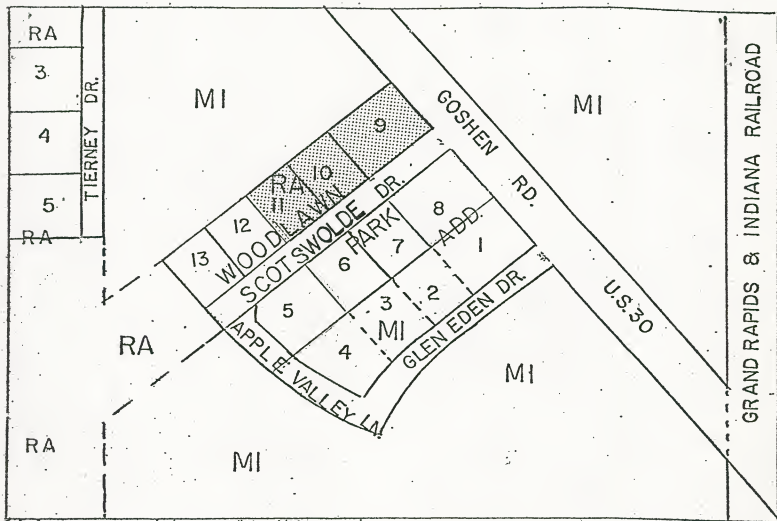 RA
3
4
5
RA
TIERNEY DR.
MI
GOSHEN RD.
U.S.30
MI
GRAND RAPIDS & INDIANA RAILROAD
9
10
RA
11
12
13
WOODLAWN
PARK
ADD.
SCOTSWOLDE DR.
8
7
6
5
1
2
3
4
MI
GLEN EDEN DR.
APPLE VALLEY LN.
RA
MI
RA
MI